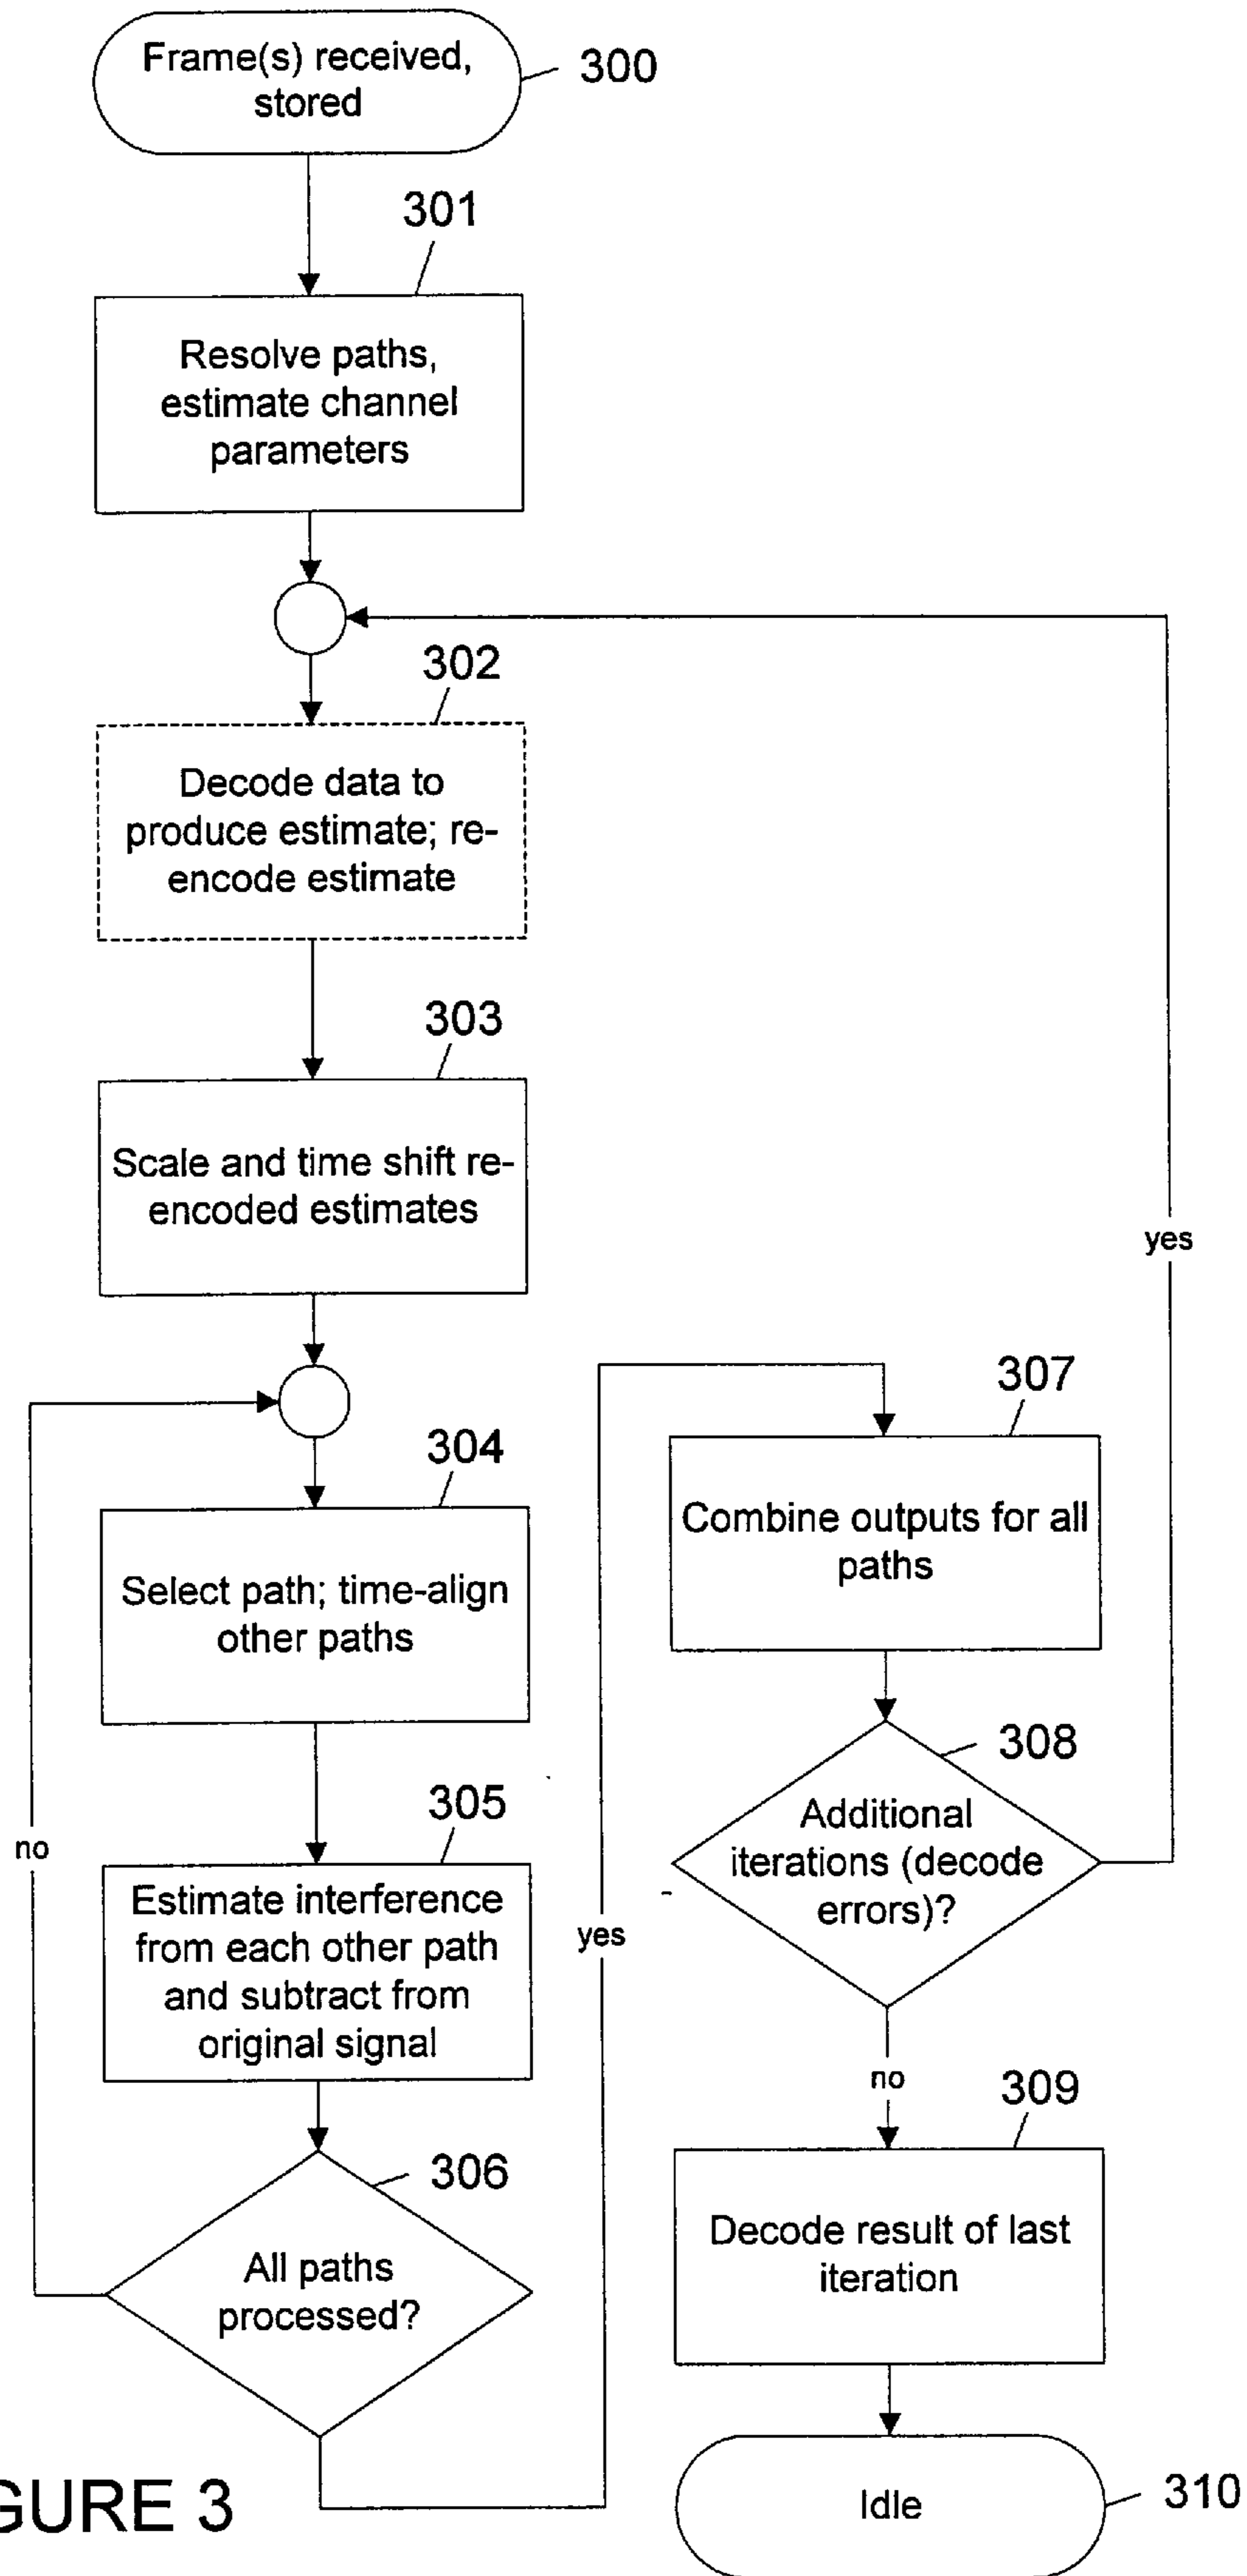 Frame(s) received,
stored
300
301
Resolve paths,
estimate channel
parameters
302
Decode data to
produce estimate; re-
encode estimate
303
Scale and time shift re-
encoded estimates
304
Select path; time-align
other paths
305
Estimate interference
from each other path
and subtract from
original signal
306
All paths
processed?
no
yes
307
Combine outputs for all
paths
308
Additional
iterations (decode
errors)?
yes
no
309
Decode result of last
iteration
Idle
310
GURE 3